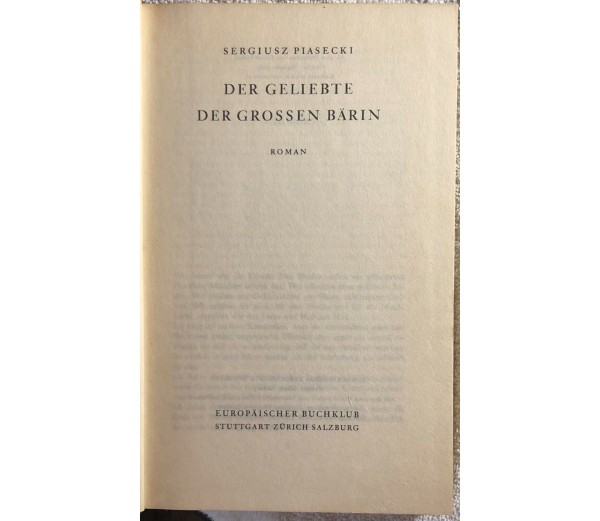 SERGIUSZ PIASECKI
DER GELIEBTE
DER GROSSEN BÄRIN
ROMAN
EUROPÄISCHER BUCHKLUB
STUTTGART ZÜRICH SALZBURG